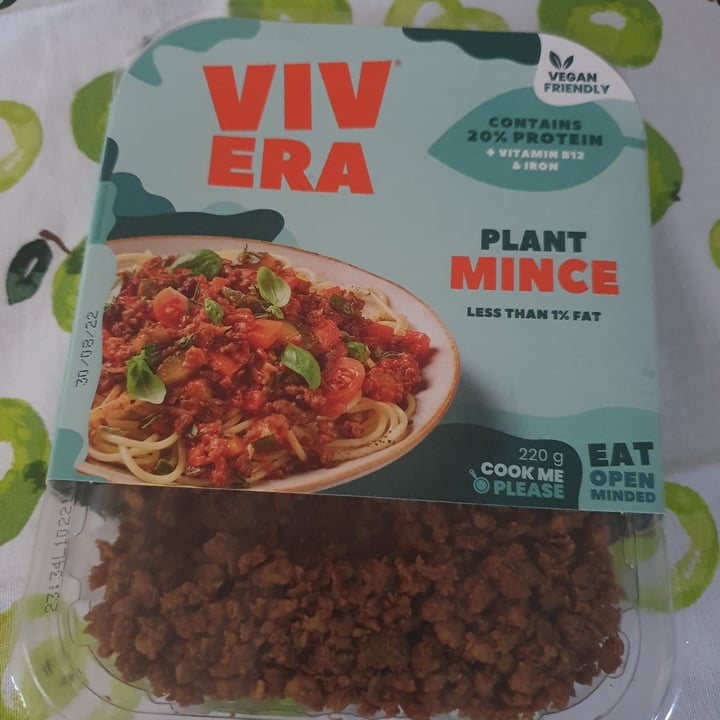 VIV
ERA
VEGAN
FRIENDLY
CONTAINS
20% PROTEIN
+ VITAMIN B12
& IRON
PLANT
MINCE
LESS THAN 1% FAT
30/08/22
220 g
COOK ME
PLEASE
EAT
OPEN
MINDED